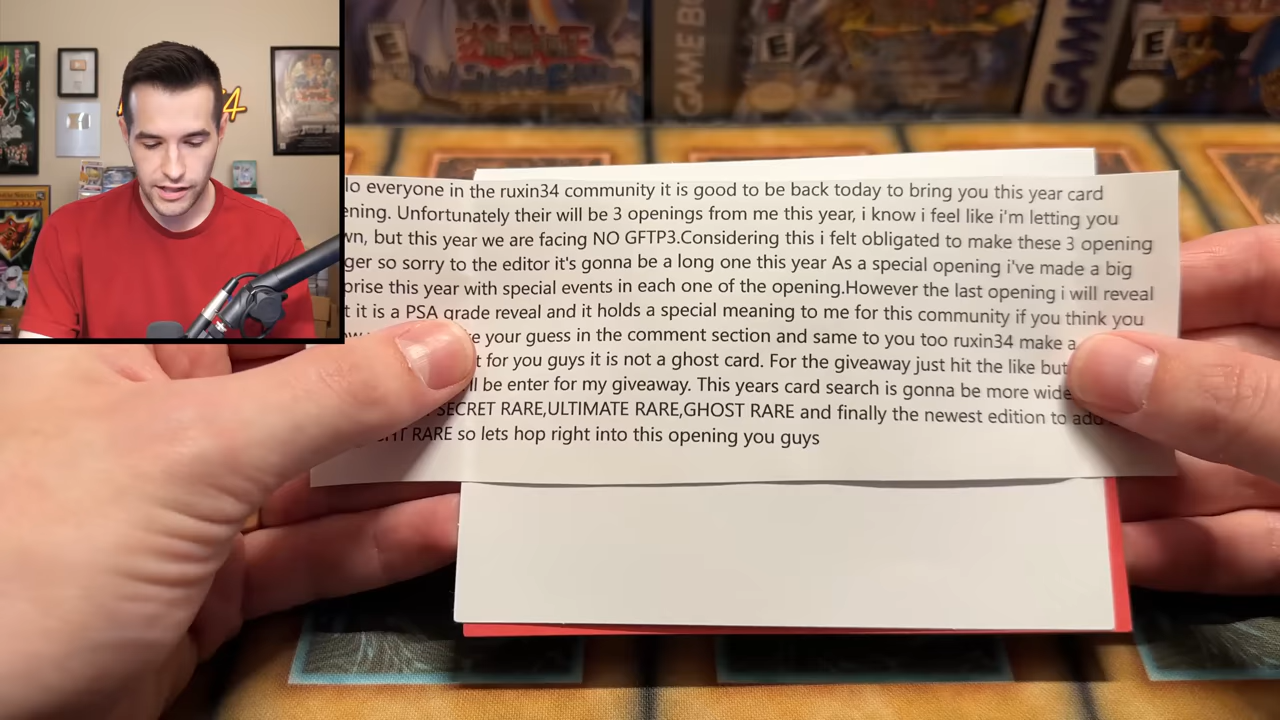 GAME BO
GAME
E
E
E
lo everyone in the ruxin34 community it is good to be back today to bring you this year card
ening. Unfortunately their will be 3 openings from me this year, i know i feel like i'm letting you
wn, but this year we are facing NO GFTP3.Considering this i felt obligated to make these 3 opening
ger so sorry to the editor it's gonna be a long one this year As a special opening i've made a big
prise this year with special events in each one of the opening.However the last opening i will reveal
t it is a PSA grade reveal and it holds a special meaning to me for this community if you think you
your guess in the comment section and same to you too ruxin34 make a
t for you guys it is not a ghost card. For the giveaway just hit the like but
ll be enter for my giveaway. This years card search is gonna be more wide
SECRET RARE,ULTIMATE RARE,GHOST RARE and finally the newest edition to add
RARE so lets hop right into this opening you guys